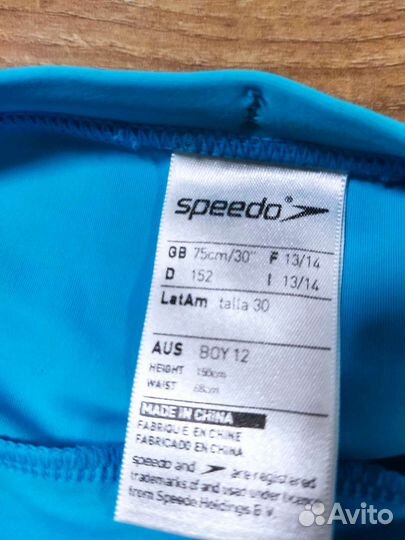 speedo®
GB 75cm/30" F 13/14
D 152 I 13/14
LatAm talla 30
AUS BOY 12
HEIGHT 150cm
WAIST 68cm
MADE IN CHINA
FABRIQUE EN CHINE
FABRICADO EN CHINA
speedo and are registered
trademarks of and used under licence
from Speedo Holdings B.V.
Avito